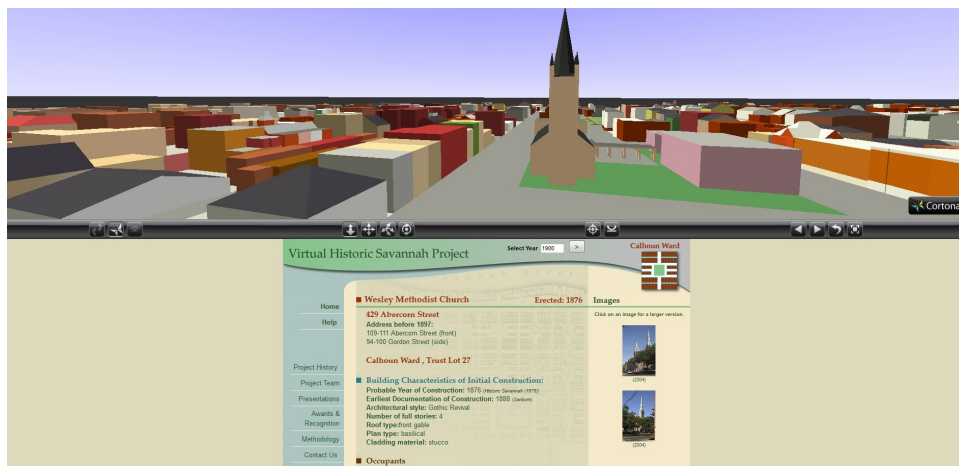 Cortona
Virtual Historic Savannah Project
Select Year 1900 >
Calhoun Ward
Home
Help
Project History
Project Team
Presentations
Awards &
Recognition
Methodology
Contact Us
Wesley Methodist Church Erected: 1876
429 Abercorn Street
Address before 1897:
109-111 Abercorn Street (front)
94-100 Gordon Street (side)
Calhoun Ward , Trust Lot 27
Building Characteristics of Initial Construction:
Probable Year of Construction: 1876 (Historic Savannah (1979))
Earliest Documentation of Construction: 1888 (Sanborn)
Architectural style: Gothic Revival
Number of full stories: 4
Roof type:front gable
Plan type: basilical
Cladding material: stucco
Occupants
Images
Click on an image for a larger version.
(2004)
(2004)